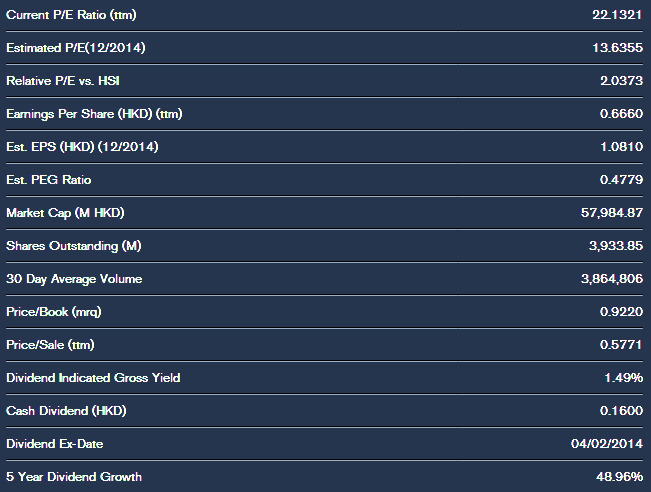 Current P/E Ratio (ttm) 22.1321
Estimated P/E(12/2014) 13.6355
Relative P/E vs. HSI 2.0373
Earnings Per Share (HKD) (ttm) 0.6660
Est. EPS (HKD) (12/2014) 1.0810
Est. PEG Ratio 0.4779
Market Cap (M HKD) 57,984.87
Shares Outstanding (M) 3,933.85
30 Day Average Volume 3,864,806
Price/Book (mrq) 0.9220
Price/Sale (ttm) 0.5771
Dividend Indicated Gross Yield 1.49%
Cash Dividend (HKD) 0.1600
Dividend Ex-Date 04/02/2014
5 Year Dividend Growth 48.96%